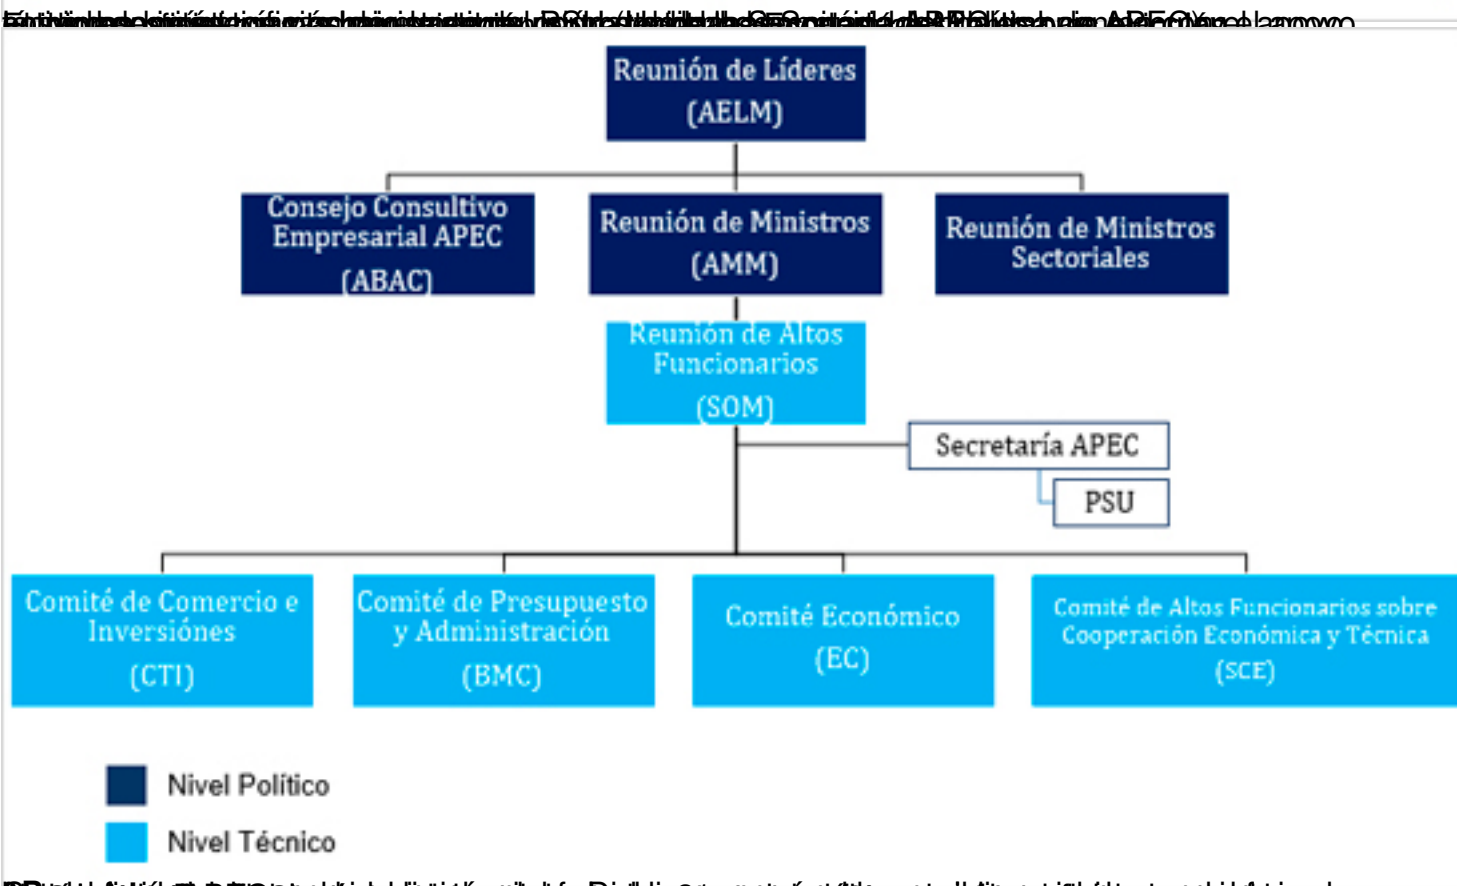 Reunión de Líderes
(AELM)
Consejo Consultivo
Empresarial APEC
(ABAC)
Reunión de Ministros
(AMM)
Reunión de Ministros
Sectoriales
Reunión de Altos
Funcionarios
(SOM)
Secretaría APEC
PSU
Comité de Comercio e
Inversiónes
(CTI)
Comité de Presupuesto
y Administración
(BMC)
Comité Económico
(EC)
Comité de Altos Funcionarios sobre
Cooperación Económica y Técnica
(SCE)
Nivel Político
Nivel Técnico